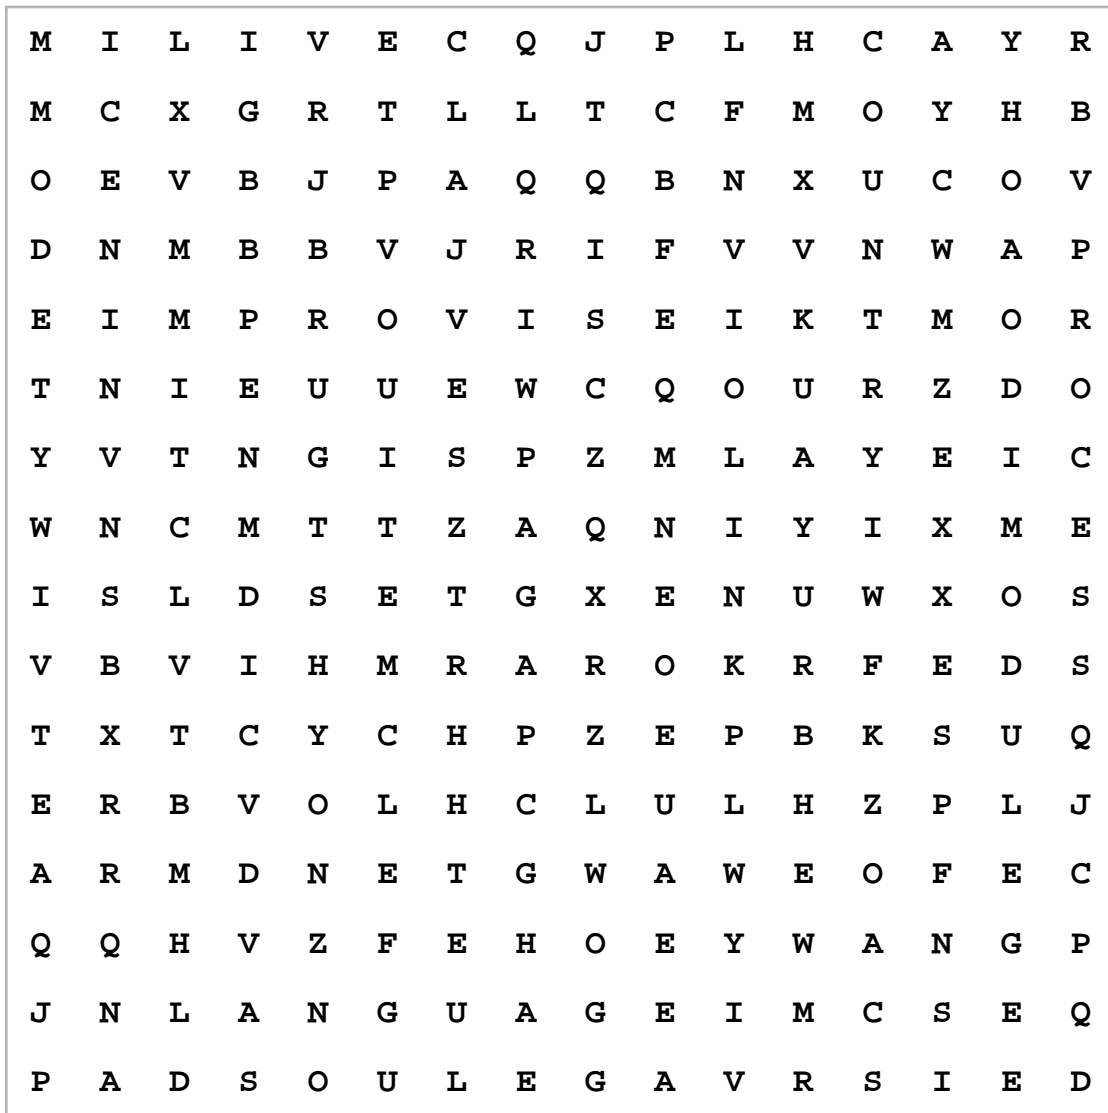 M I L I V E C Q J P L H C A Y R
M C X G R T L L T C F M O Y H B
O E V B J P A Q Q B N X U C O V
D N M B B V J R I F V V N W A P
E I M P R O V I S E I K T M O R
T N I E U U E W C Q O U R Z D O
Y V T N G I S P Z M L A Y E I C
W N C M T T Z A Q N I Y I X M E
I S L D S E T G X E N U W X O S
V B V I H M R A R O K R F E D S
T X T C Y C H P Z E P B K S U Q
E R B V O L H C L U L H Z P L J
A R M D N E T G W A W E O F E C
Q Q H V Z F E H O E Y W A N G P
J N L A N G U A G E I M C S E Q
P A D S O U L E G A V R S I E D